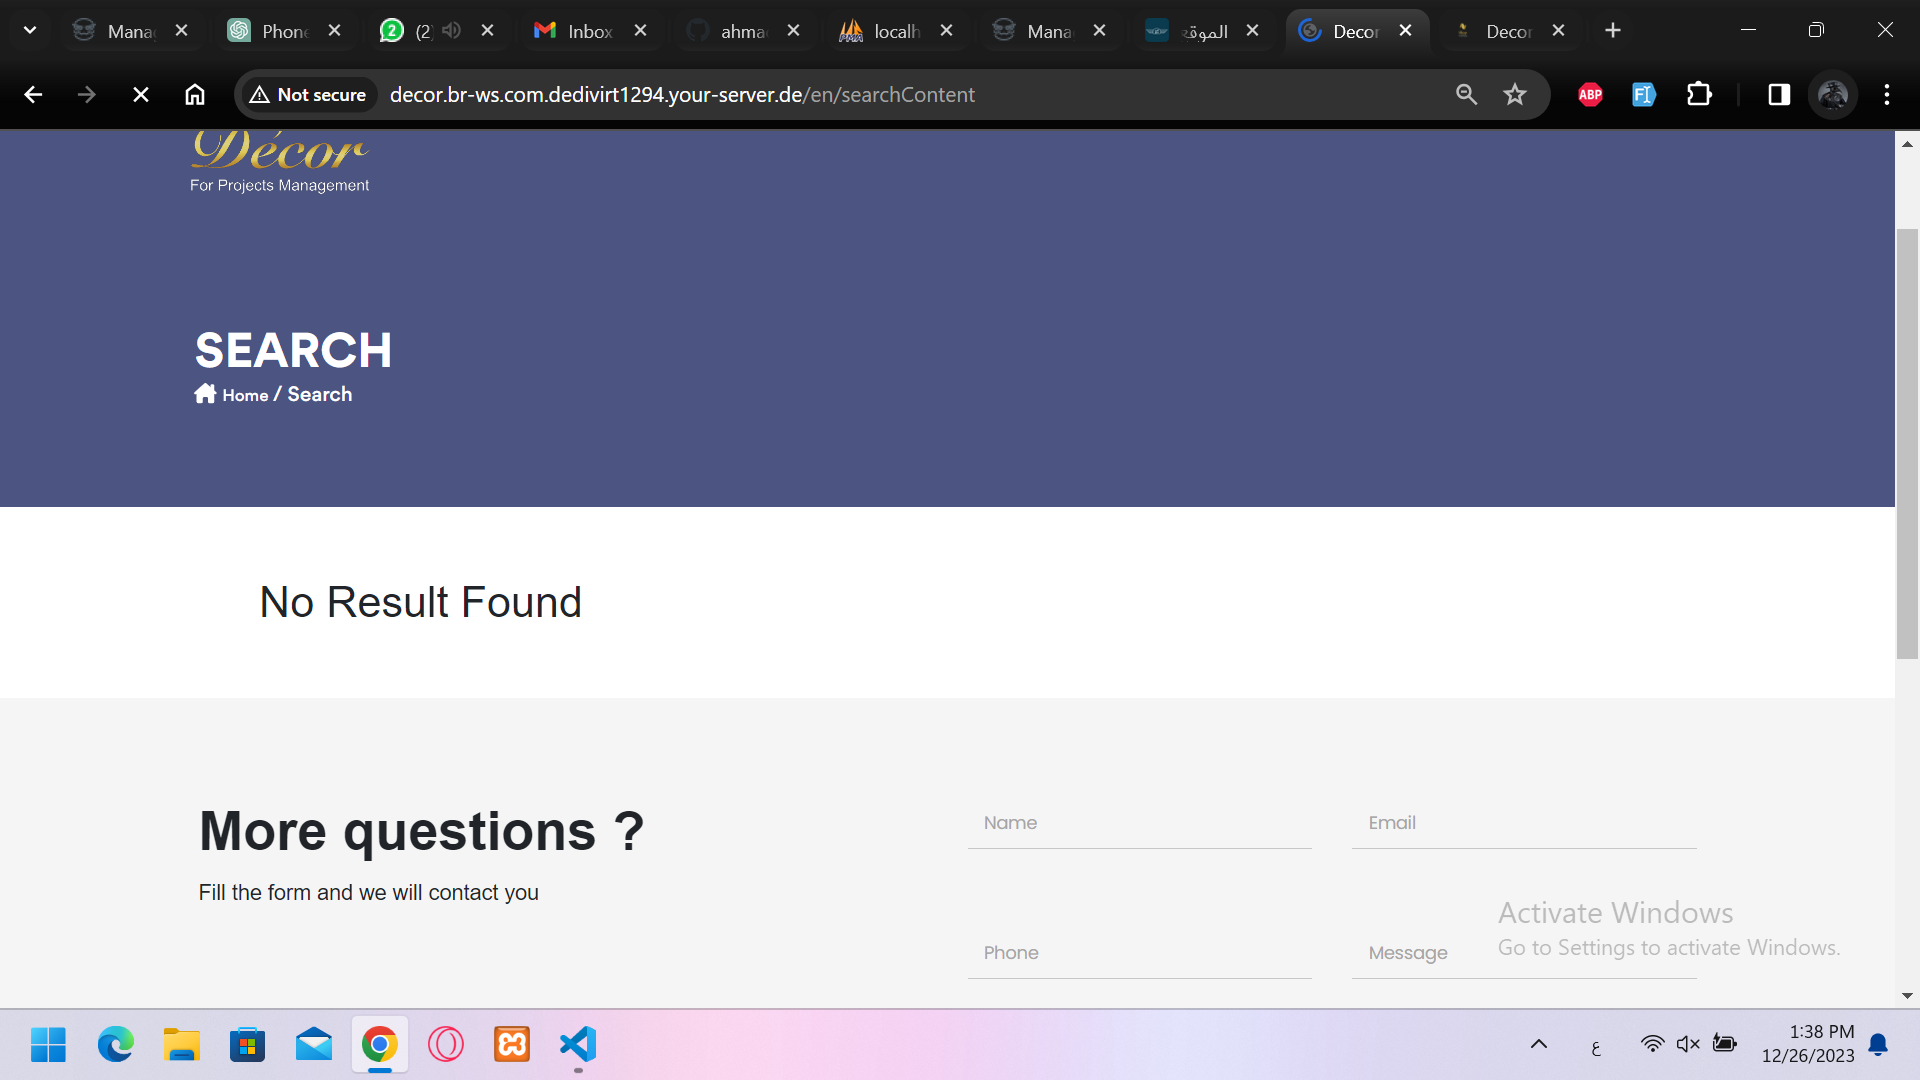 Mana
Phone
(2)
Inbox
ahma
localh
Mana
الموقع
Decor
Decor
Not secure
decor.br-ws.com.dedivirt1294.your-server.de/en/searchContent
ABP
Décor
For Projects Management
SEARCH
Home / Search
No Result Found
More questions ?
Fill the form and we will contact you
Name
Email
Phone
Message
Activate Windows
Go to Settings to activate Windows.
ع
1:38 PM
12/26/2023